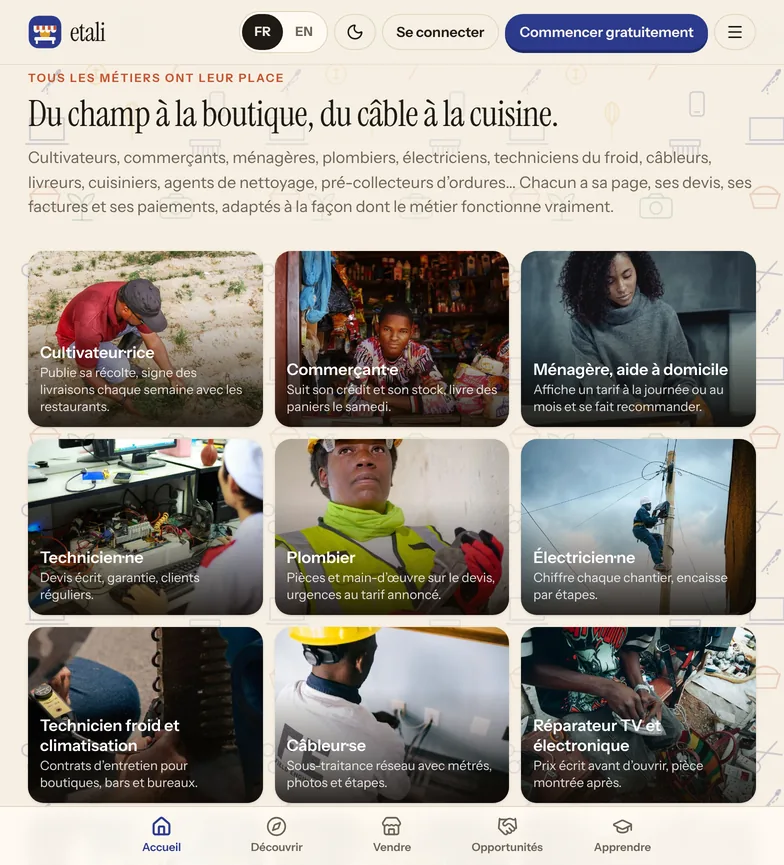 etali
FR
EN
Se connecter
Commencer gratuitement
TOUS LES MÉTIERS ONT LEUR PLACE
Du champ à la boutique, du câble à la cuisine.
Cultivateurs, commerçants, ménagères, plombiers, électriciens, techniciens du froid, câbleurs,
livreurs, cuisiniers, agents de nettoyage, pré-collecteurs d’ordures… Chacun a sa page, ses devis, ses
factures et ses paiements, adaptés à la façon dont le métier fonctionne vraiment.
Cultivateur·rice
Publie sa récolte, signe des
livraisons chaque semaine avec les
restaurants.
Commerçant·e
Suit son crédit et son stock, livre des
paniers le samedi.
Ménagère, aide à domicile
Affiche un tarif à la journée ou au
mois et se fait recommander.
Technicien·ne
Devis écrit, garantie, clients
réguliers.
Plombier
Pièces et main-d’œuvre sur le devis,
urgences au tarif annoncé.
Électricien·ne
Chiffre chaque chantier, encaisse
par étapes.
Technicien froid et
climatisation
Contrats d’entretien pour
boutiques, bars et bureaux.
Câbleur·se
Sous-traitance réseau avec métrés,
photos et étapes.
Réparateur TV et
électronique
Prix écrit avant d’ouvrir, pièce
montrée après.
Accueil
Découvrir
Vendre
Opportunités
Apprendre